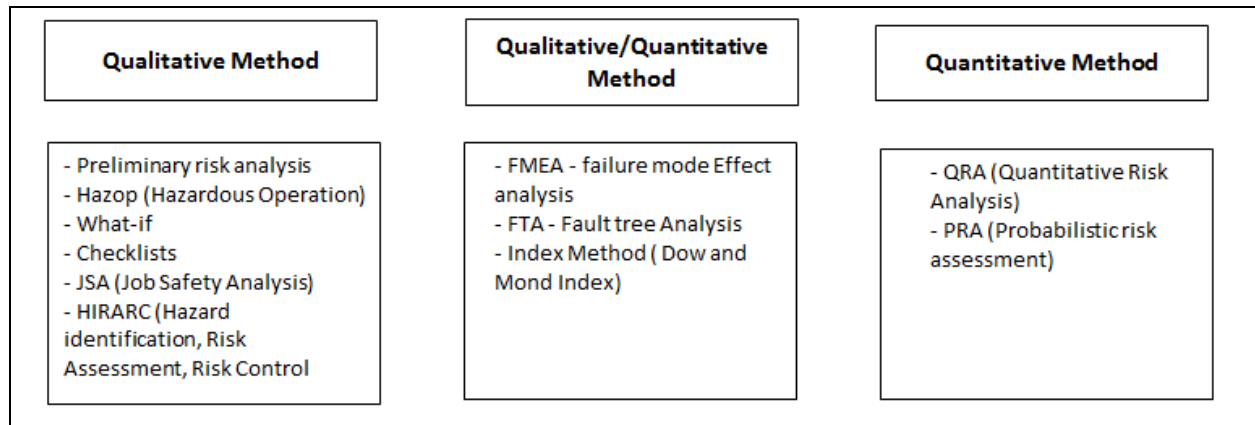 Qualitative Method
Qualitative/Quantitative
Method
Quantitative Method
- Preliminary risk analysis
- Hazop (Hazardous Operation)
- What-if
- Checklists
- JSA (Job Safety Analysis)
- HIRARC (Hazard
identification, Risk
Assessment, Risk Control
- FMEA - failure mode Effect
analysis
- FTA - Fault tree Analysis
- Index Method ( Dow and
Mond Index)
- QRA (Quantitative Risk
Analysis)
- PRA (Probabilistic risk
assessment)